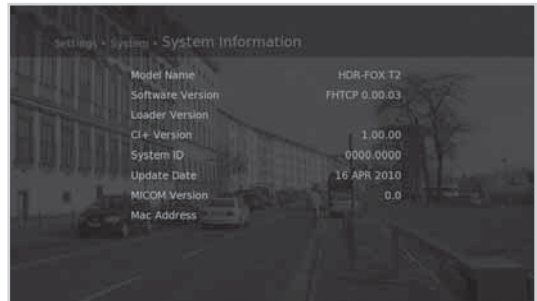 Settings • System • System Information
Model Name HDR-FOX T2
Software Version FHTCP 0.00.03
Loader Version
CI+ Version 1.00.00
System ID 0000.0000
Update Date 16 APR 2010
MICOM Version 0.0
Mac Address